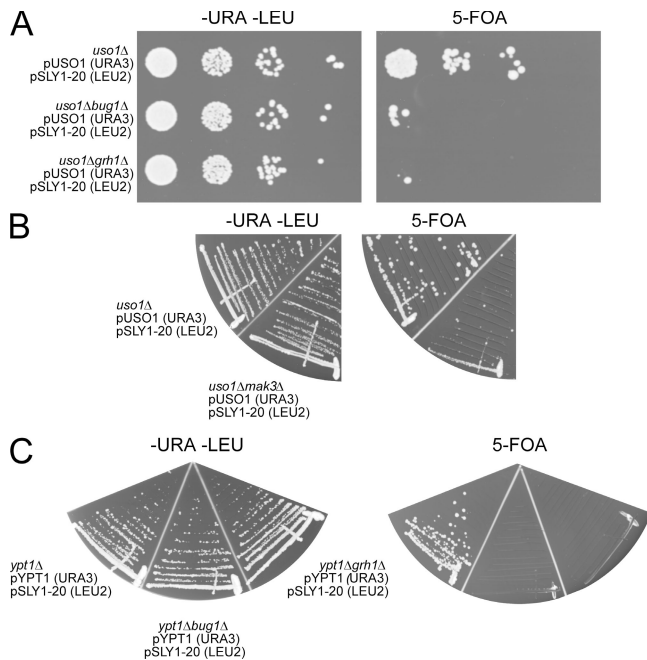 A
-URA -LEU
5-FOA
uso1Δ
pUSO1 (URA3)
pSLY1-20 (LEU2)
uso1Δbug1Δ
pUSO1 (URA3)
pSLY1-20 (LEU2)
uso1Δgrh1Δ
pUSO1 (URA3)
pSLY1-20 (LEU2)
B
-URA -LEU
5-FOA
uso1Δ
pUSO1 (URA3)
pSLY1-20 (LEU2)
uso1Δmak3Δ
pUSO1 (URA3)
pSLY1-20 (LEU2)
C
-URA -LEU
5-FOA
ypt1Δ
pYPT1 (URA3)
pSLY1-20 (LEU2)
ypt1Δbug1Δ
pYPT1 (URA3)
pSLY1-20 (LEU2)
ypt1Δgrh1Δ
pYPT1 (URA3)
pSLY1-20 (LEU2)